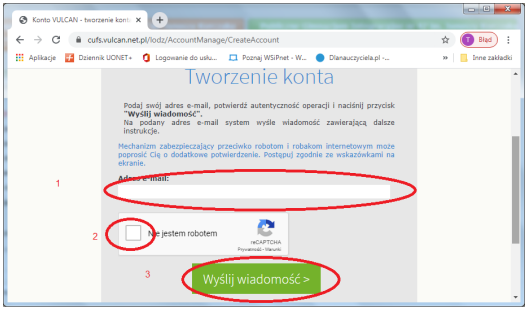 Konto VULCAN - tworzenie kont
cufs.vulcan.net.pl/lodz/AccountManage/CreateAccount
T Błąd
Aplikacje Dziennik UONET+ Logowanie do usłu... Poznaj WSiPnet - W... Dlanauczyciela.pl -... » Inne zakładki
Tworzenie konta
Podaj swój adres e-mail, potwierdź autentyczność operacji i naciśnij przycisk
"Wyślij wiadomość".
Na podany adres e-mail system wyśle wiadomość zawierającą dalsze
instrukcje.
Mechanizm zabezpieczający przeciwko robotom i robakom internetowym może
poprosić Cię o dodatkowe potwierdzenie. Postępuj zgodnie ze wskazówkami na
ekranie.
Adres e-mail:
1
2
Nie jestem robotem
reCAPTCHA
Prywatność - Warunki
3
Wyślij wiadomość >